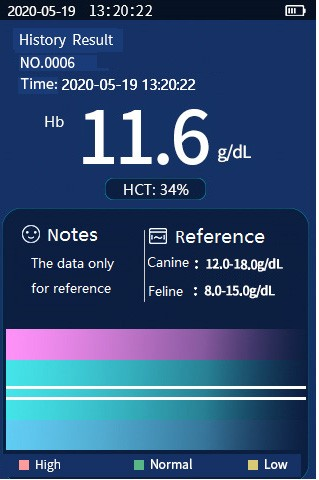 2020-05-19 13:20:22
History Result
NO.0006
Time: 2020-05-19 13:20:22
Hb 11.6 g/dL
HCT: 34%
Notes
The data only
for reference
Reference
Canine : 12.0-18.0g/dL
Feline : 8.0-15.0g/dL
High Normal Low